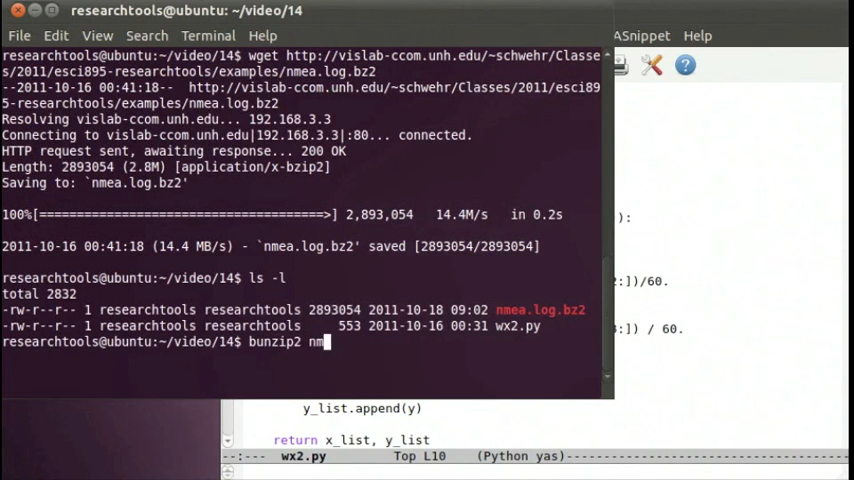 researchtools@ubuntu: ~/video/14
File Edit View Search Terminal Help
ASnippet Help
researchtools@ubuntu:~/video/14$ wget http://vislab-ccom.unh.edu/~schwehr/Classe
s/2011/esci895-researchtools/examples/nmea.log.bz2
--2011-10-16 00:41:18--  http://vislab-ccom.unh.edu/~schwehr/Classes/2011/esci89
5-researchtools/examples/nmea.log.bz2
Resolving vislab-ccom.unh.edu... 192.168.3.3
Connecting to vislab-ccom.unh.edu|192.168.3.3|:80... connected.
HTTP request sent, awaiting response... 200 OK
Length: 2893054 (2.8M) [application/x-bzip2]
Saving to: `nmea.log.bz2'
100%[======================================>] 2,893,054   14.4M/s   in 0.2s
2011-10-16 00:41:18 (14.4 MB/s) - `nmea.log.bz2' saved [2893054/2893054]
researchtools@ubuntu:~/video/14$ ls -l
total 2832
-rw-r--r-- 1 researchtools researchtools 2893054 2011-10-18 09:02 nmea.log.bz2
-rw-r--r-- 1 researchtools researchtools     553 2011-10-16 00:31 wx2.py
researchtools@ubuntu:~/video/14$ bunzip2 nm
):
2:])/60.
3:]) / 60.
y_list.append(y)
return x_list, y_list
--:---  wx2.py         Top L10    (Python yas)----------------------------------